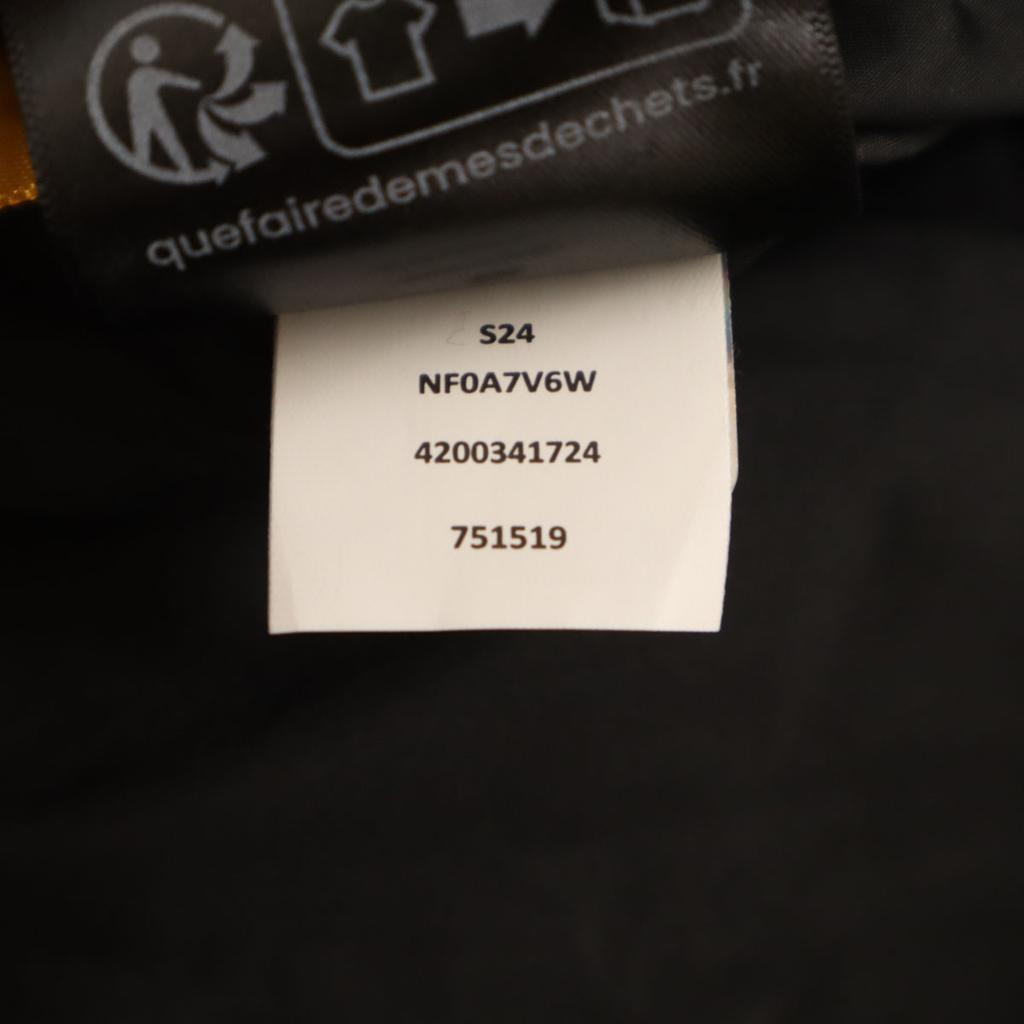 quefairedemesdechets.fr
S24
NF0A7V6W
4200341724
751519